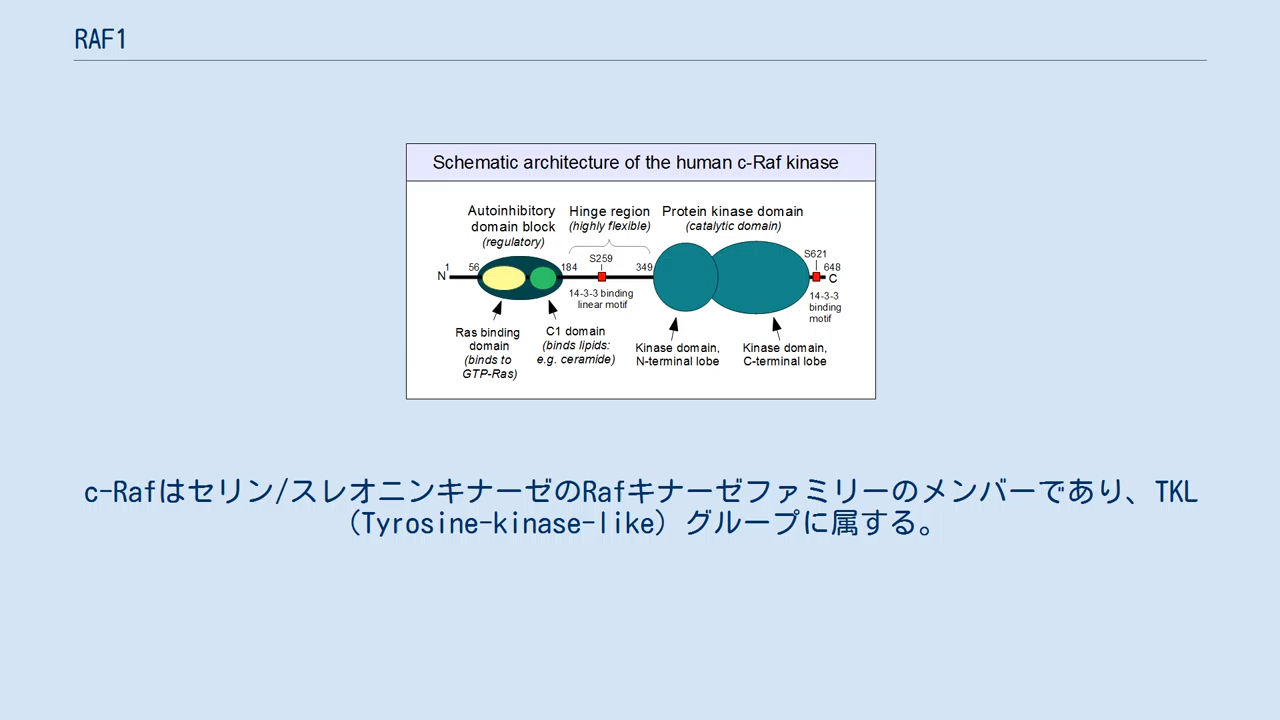 RAF1
Schematic architecture of the human c-Raf kinase
Autoinhibitory
domain block
(regulatory)
Hinge region
(highly flexible)
Protein kinase domain
(catalytic domain)
N
1
56
184
S259
349
S621
648
C
14-3-3 binding
linear motif
14-3-3
binding
motif
Ras binding
domain
(binds to
GTP-Ras)
C1 domain
(binds lipids:
e.g. ceramide)
Kinase domain,
N-terminal lobe
Kinase domain,
C-terminal lobe
c-Rafはセリン/スレオニンキナーゼのRafキナーゼファミリーのメンバーであり、TKL
（Tyrosine-kinase-like）グループに属する。